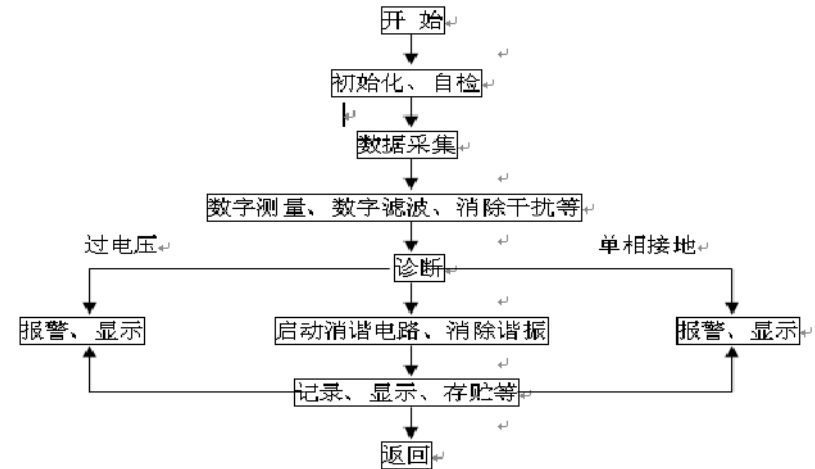 开 始
初始化、自检
数据采集
数字测量、数字滤波、消除干扰等
过电压
单相接地
诊断
报警、显示
启动消谐电路、消除谐振
报警、显示
记录、显示、存贮等
返回